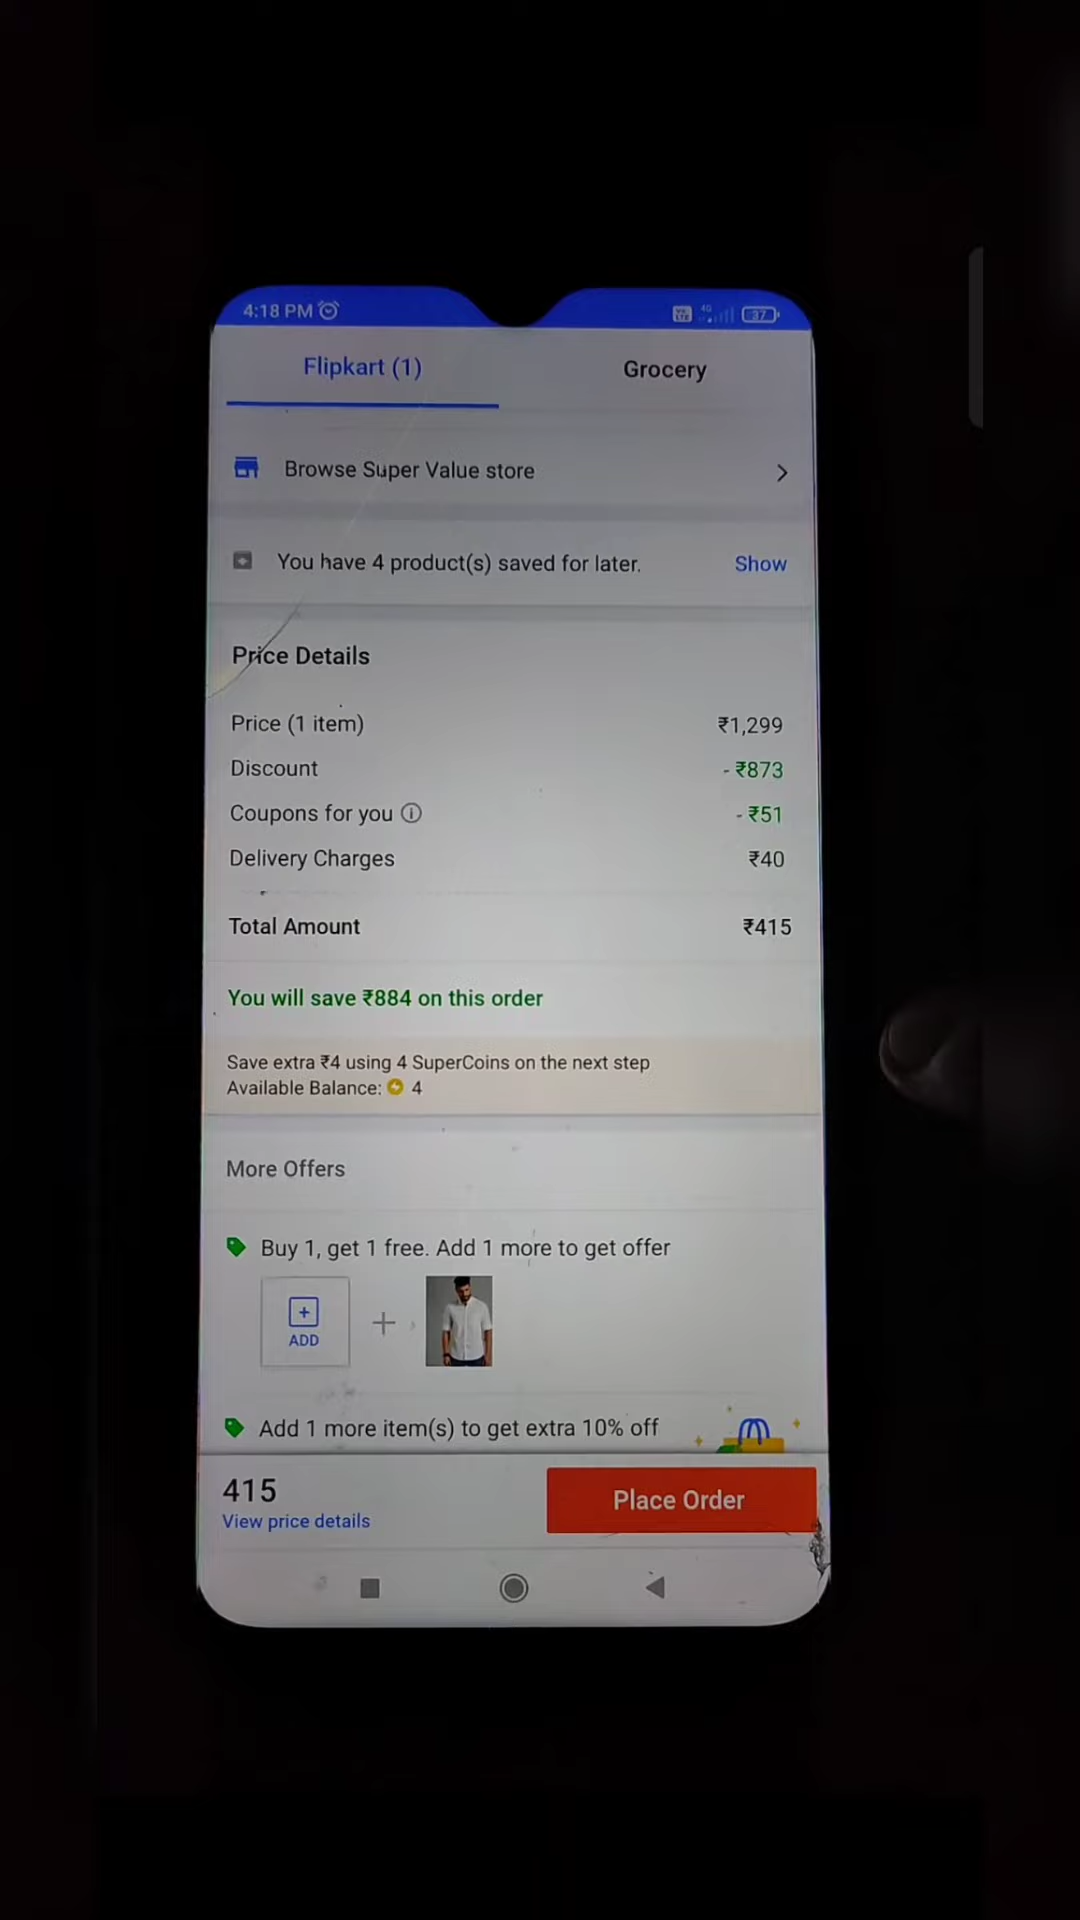 4:18 PM
4G
37
Flipkart (1)
Grocery
Browse Super Value store
You have 4 product(s) saved for later.
Show
Price Details
Price (1 item)
₹1,299
Discount
- ₹873
Coupons for you
- ₹51
Delivery Charges
₹40
Total Amount
₹415
You will save ₹884 on this order
Save extra ₹4 using 4 SuperCoins on the next step
Available Balance: 4
More Offers
Buy 1, get 1 free. Add 1 more to get offer
+
ADD
+
Add 1 more item(s) to get extra 10% off
415
View price details
Place Order